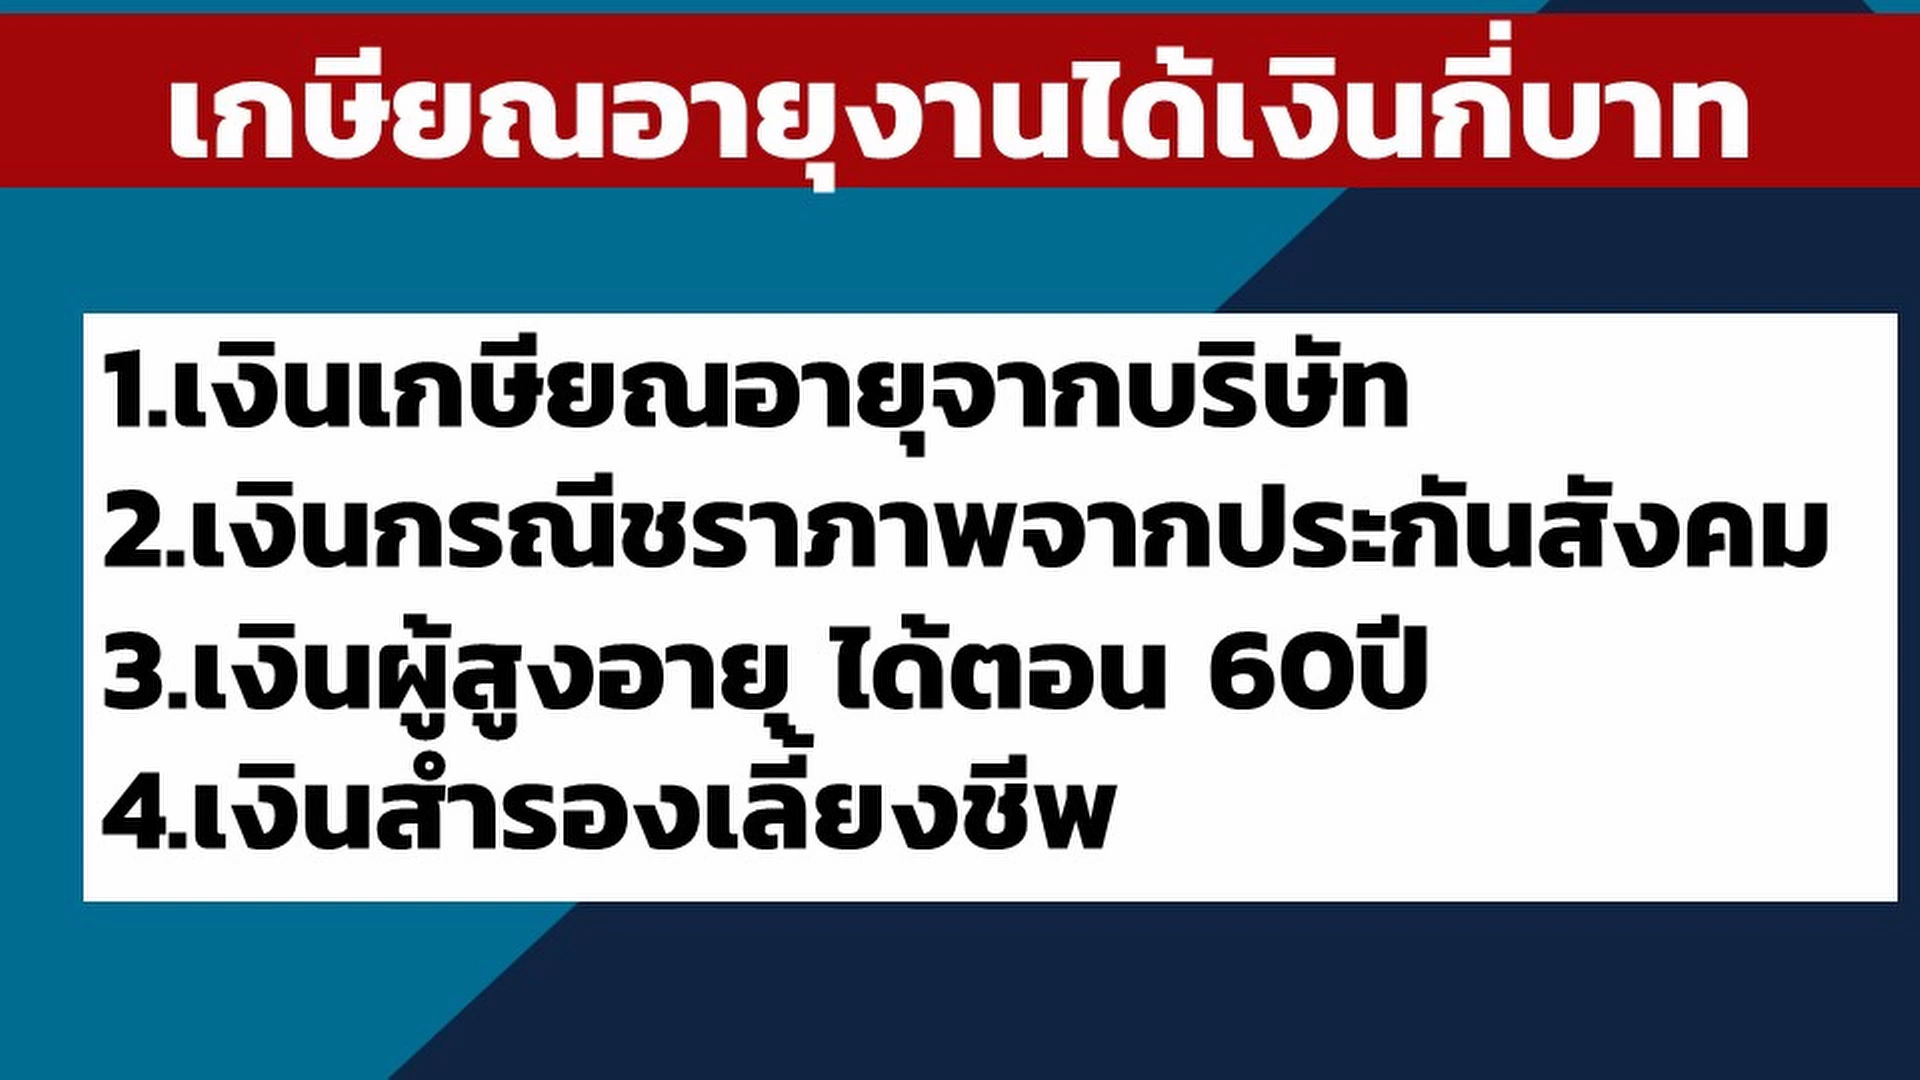 เกษียณอายุงานได้เงินกี่บาท
1.เงินเกษียณอายุจากบริษัท
2.เงินกรณีชราภาพจากประกันสังคม
3.เงินผู้สูงอายุ ได้ตอน 60ปี
4.เงินสำรองเลี้ยงชีพ